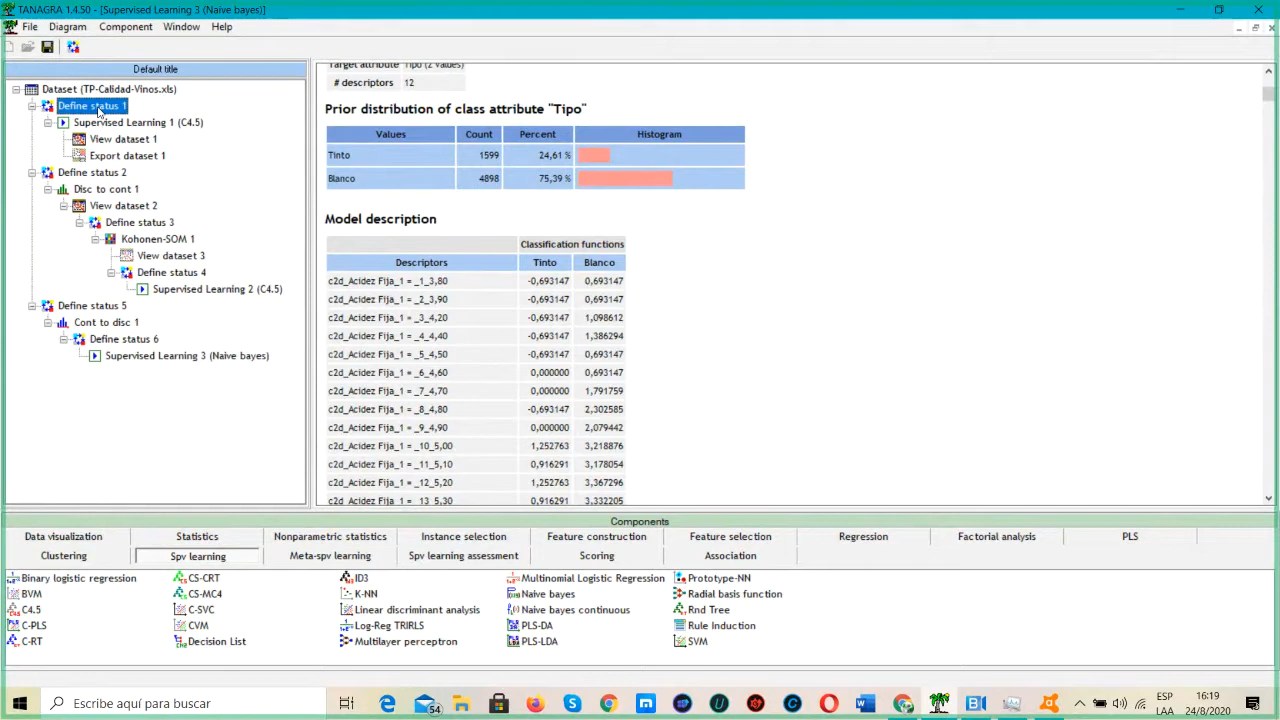 TANAGRA 1.4.50 - [Supervised Learning 3 (Naive bayes)]
File Diagram Component Window Help
Default title
Dataset (TP-Calidad-Vinos.xls)
Define status 1
Supervised Learning 1 (C4.5)
View dataset 1
Export dataset 1
Define status 2
Disc to cont 1
View dataset 2
Define status 3
Kohonen-SOM 1
View dataset 3
Define status 4
Supervised Learning 2 (C4.5)
Define status 5
Cont to disc 1
Define status 6
Supervised Learning 3 (Naive bayes)
Target attribute Tipo (2 values)
# descriptors 12
Prior distribution of class attribute "Tipo"
Values Count Percent Histogram
Tinto 1599 24,61 %
Blanco 4898 75,39 %
Model description
Classification functions
Descriptors Tinto Blanco
c2d_Acidez Fija_1 = _1_3,80 -0,693147 0,693147
c2d_Acidez Fija_1 = _2_3,90 -0,693147 0,693147
c2d_Acidez Fija_1 = _3_4,20 -0,693147 1,098612
c2d_Acidez Fija_1 = _4_4,40 -0,693147 1,386294
c2d_Acidez Fija_1 = _5_4,50 -0,693147 0,693147
c2d_Acidez Fija_1 = _6_4,60 0,000000 0,693147
c2d_Acidez Fija_1 = _7_4,70 0,000000 1,791759
c2d_Acidez Fija_1 = _8_4,80 -0,693147 2,302585
c2d_Acidez Fija_1 = _9_4,90 0,000000 2,079442
c2d_Acidez Fija_1 = _10_5,00 1,252763 3,218876
c2d_Acidez Fija_1 = _11_5,10 0,916291 3,178054
c2d_Acidez Fija_1 = _12_5,20 1,252763 3,367296
c2d_Acidez Fija_1 = _13_5,30 0,916291 3,332205
Components
Data visualization Statistics Nonparametric statistics Instance selection Feature construction Feature selection Regression Factorial analysis PLS
Clustering Spv learning Meta-spv learning Spv learning assessment Scoring Association
Binary logistic regression CS-CRT ID3 Multinomial Logistic Regression Prototype-NN
BVM CS-MC4 K-NN Naive bayes Radial basis function
C4.5 C-SVC Linear discriminant analysis Naive bayes continuous Rnd Tree
C-PLS CVM Log-Reg TRIRLS PLS-DA Rule Induction
C-RT Decision List Multilayer perceptron PLS-LDA SVM
Escribe aquí para buscar
54
ESP
LAA
16:19
24/8/2020